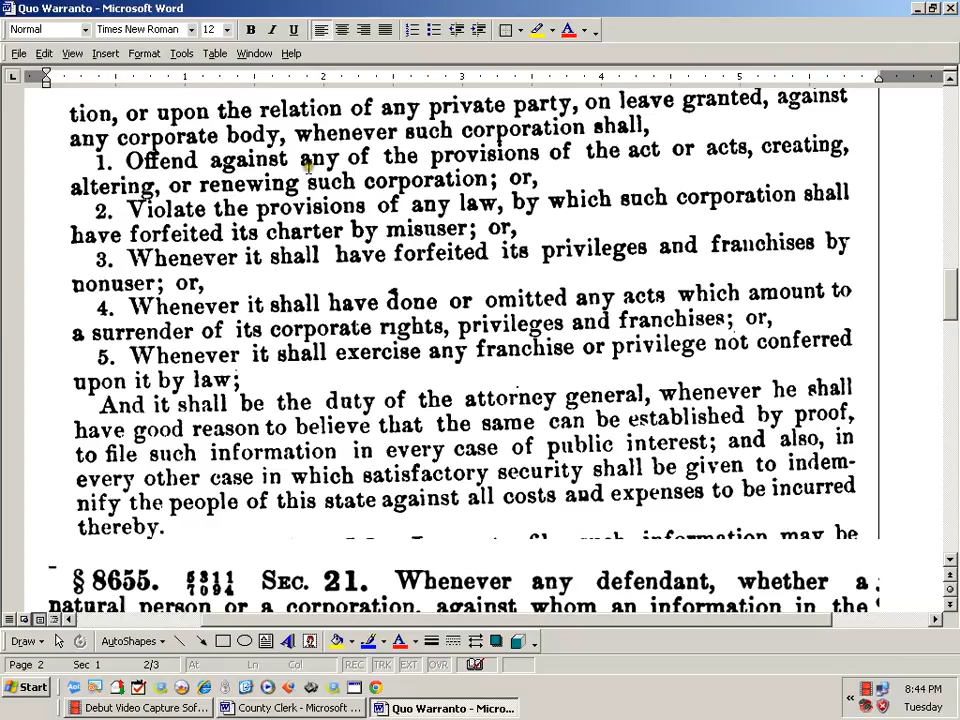 Quo Warranto - Microsoft Word
Normal Times New Roman 12 B I U
File Edit View Insert Format Tools Table Window Help
L 1 2 3 4 5
tion, or upon the relation of any private party, on leave granted, against
any corporate body, whenever such corporation shall,
1. Offend against any of the provisions of the act or acts, creating,
altering, or renewing such corporation; or,
2. Violate the provisions of any law, by which such corporation shall
have forfeited its charter by misuser; or,
3. Whenever it shall have forfeited its privileges and franchises by
nonuser; or,
4. Whenever it shall have done or omitted any acts which amount to
a surrender of its corporate rights, privileges and franchises; or,
5. Whenever it shall exercise any franchise or privilege not conferred
upon it by law;
And it shall be the duty of the attorney general, whenever he shall
have good reason to believe that the same can be established by proof,
to file such information in every case of public interest; and also, in
every other case in which satisfactory security shall be given to indem-
nify the people of this state against all costs and expenses to be incurred
thereby.
such information may be
§ 8655. 5311 7094 SEC. 21. Whenever any defendant, whether a
natural person or a corporation, against whom an information in the
Draw AutoShapes
Page 2 Sec 1 2/3 At Ln Col REC TRK EXT OVR
Start 8:44 PM
Debut Video Capture Sof... County Clerk - Microsoft ... Quo Warranto - Micro... Tuesday